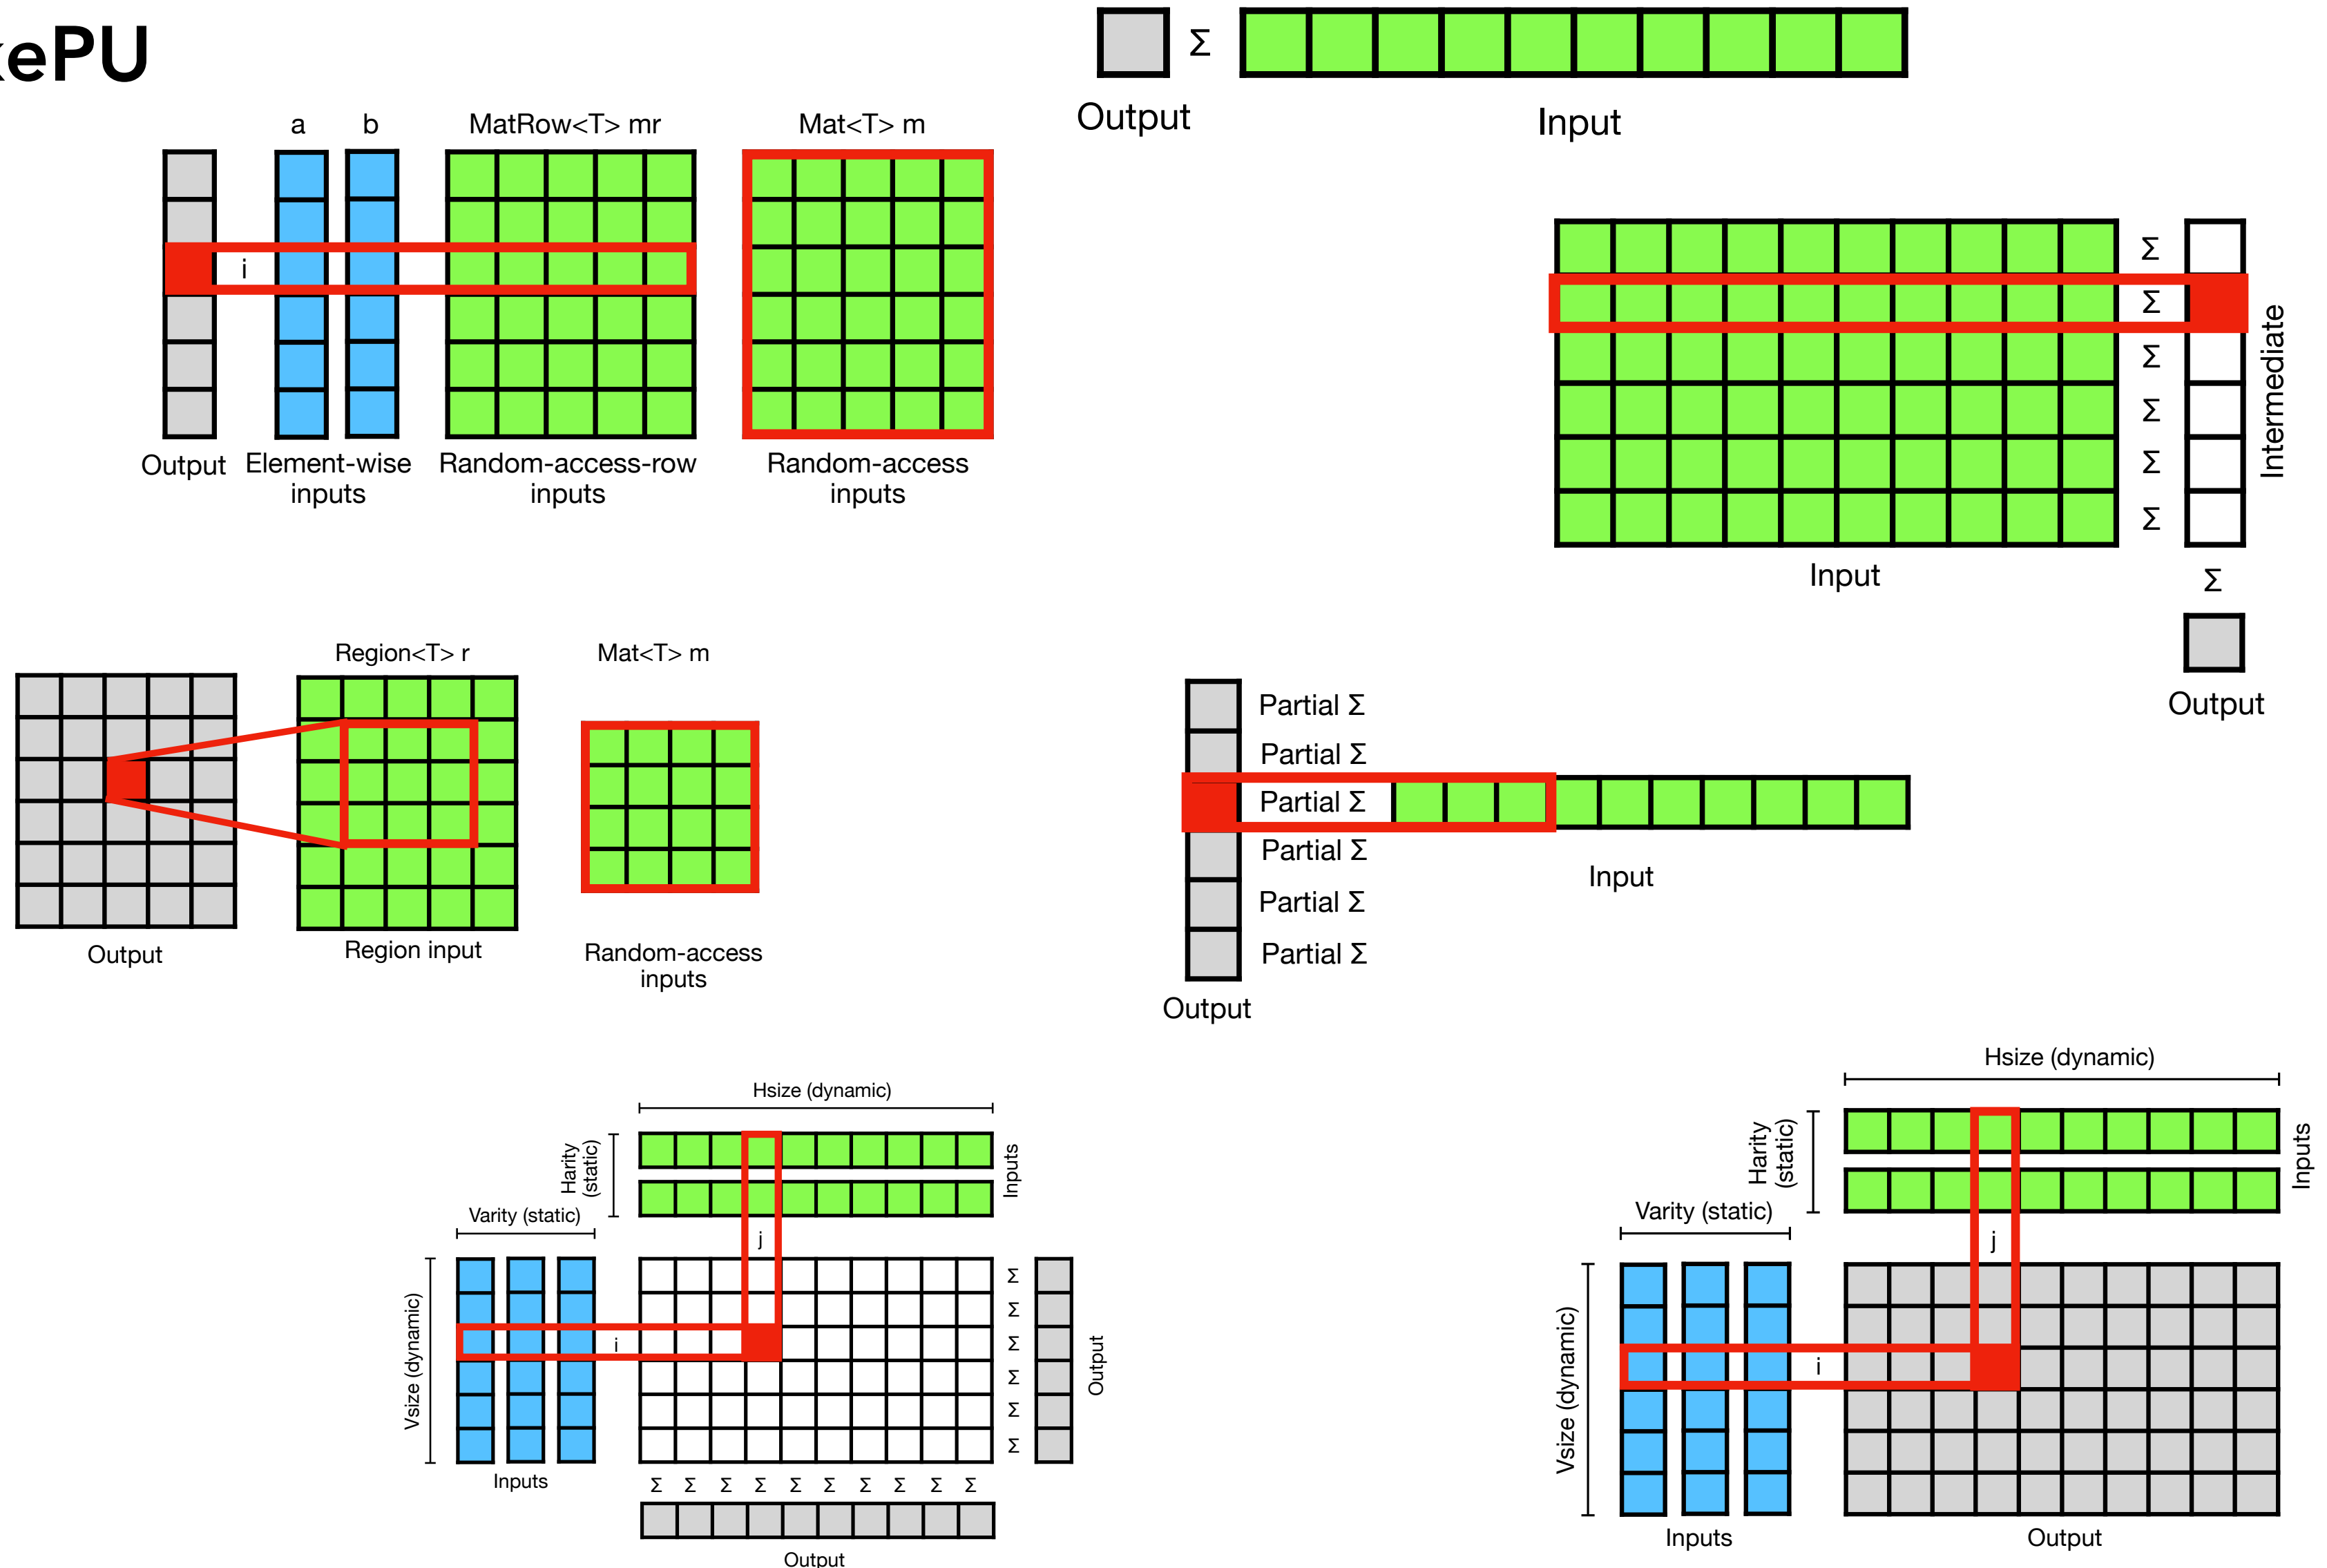 kePU
Σ
Output
Input
a
b
MatRow<T> mr
Mat<T> m
i
Output
Element-wise
inputs
Random-access-row
inputs
Random-access
inputs
Σ
Σ
Σ
Σ
Σ
Σ
Intermediate
Input
Σ
Output
Region<T> r
Mat<T> m
Output
Region input
Random-access
inputs
Partial Σ
Partial Σ
Partial Σ
Partial Σ
Partial Σ
Partial Σ
Input
Output
Hsize (dynamic)
Harity
(static)
Inputs
Varity (static)
j
Vsize (dynamic)
i
Σ
Σ
Σ
Σ
Σ
Σ
Output
Inputs
Σ Σ Σ Σ Σ Σ Σ Σ Σ Σ
Output
Hsize (dynamic)
Harity
(static)
Inputs
Varity (static)
j
Vsize (dynamic)
i
Inputs
Output